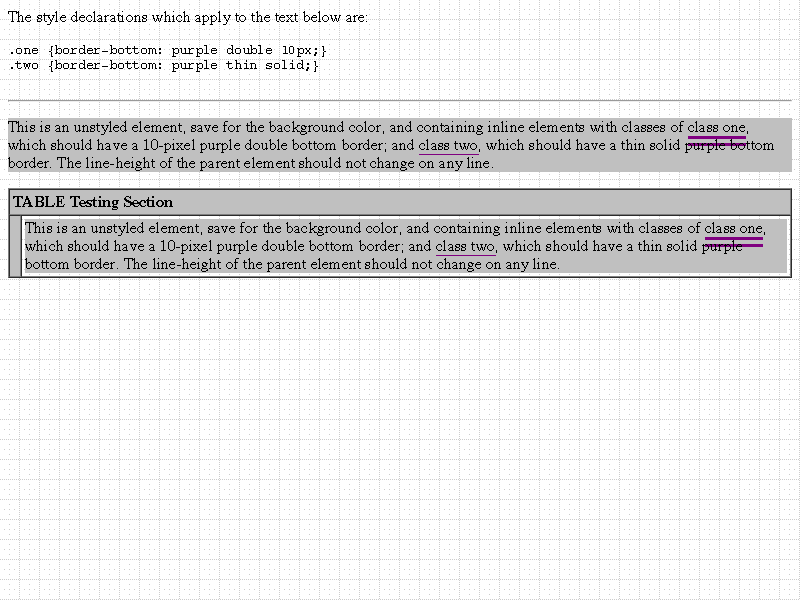 The style declarations which apply to the text below are:
.one {border-bottom: purple double 10px;}
.two {border-bottom: purple thin solid;}
This is an unstyled element, save for the background color, and containing inline elements with classes of class one,
which should have a 10-pixel purple double bottom border; and class two, which should have a thin solid purple bottom
border. The line-height of the parent element should not change on any line.
TABLE Testing Section
This is an unstyled element, save for the background color, and containing inline elements with classes of class one,
which should have a 10-pixel purple double bottom border; and class two, which should have a thin solid purple
bottom border. The line-height of the parent element should not change on any line.